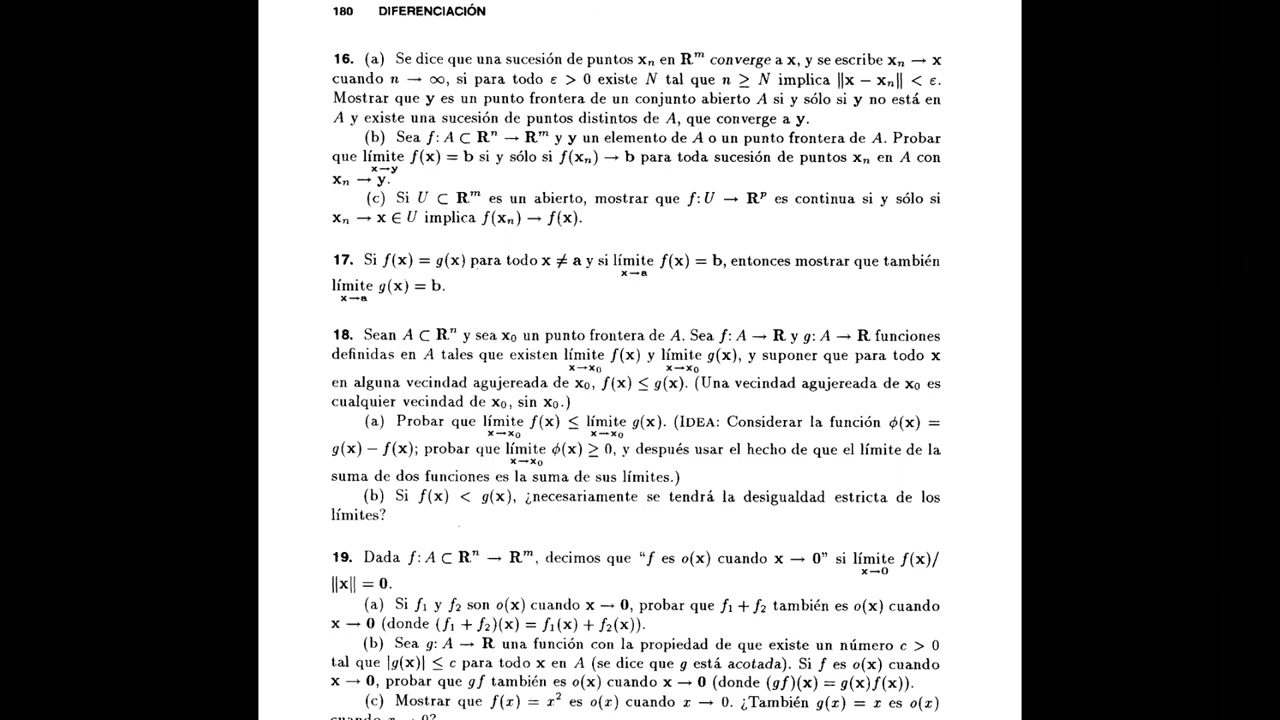 180 DIFERENCIACIÓN
16. (a) Se dice que una sucesión de puntos xₙ en Rᵐ converge a x, y se escribe xₙ → x
cuando n → ∞, si para todo ε > 0 existe N tal que n ≥ N implica ||x − xₙ|| < ε.
Mostrar que y es un punto frontera de un conjunto abierto A si y sólo si y no está en
A y existe una sucesión de puntos distintos de A, que converge a y.
(b) Sea f: A ⊂ Rⁿ → Rᵐ y y un elemento de A o un punto frontera de A. Probar
que límite f(x) = b si y sólo si f(xₙ) → b para toda sucesión de puntos xₙ en A con
x→y
xₙ → y.
(c) Si U ⊂ Rᵐ es un abierto, mostrar que f: U → Rᵖ es continua si y sólo si
xₙ → x ∈ U implica f(xₙ) → f(x).
17. Si f(x) = g(x) para todo x ≠ a y si límite f(x) = b, entonces mostrar que también
x→a
límite g(x) = b.
x→a
18. Sean A ⊂ Rⁿ y sea x₀ un punto frontera de A. Sea f: A → R y g: A → R funciones
definidas en A tales que existen límite f(x) y límite g(x), y suponer que para todo x
x→x₀ x→x₀
en alguna vecindad agujereada de x₀, f(x) ≤ g(x). (Una vecindad agujereada de x₀ es
cualquier vecindad de x₀, sin x₀.)
(a) Probar que límite f(x) ≤ límite g(x). (IDEA: Considerar la función ϕ(x) =
x→x₀ x→x₀
g(x) − f(x); probar que límite ϕ(x) ≥ 0, y después usar el hecho de que el límite de la
x→x₀
suma de dos funciones es la suma de sus límites.)
(b) Si f(x) < g(x), ¿necesariamente se tendrá la desigualdad estricta de los
límites?
19. Dada f: A ⊂ Rⁿ → Rᵐ, decimos que “f es o(x) cuando x → 0” si límite f(x)/
x→0
||x|| = 0.
(a) Si f₁ y f₂ son o(x) cuando x → 0, probar que f₁ + f₂ también es o(x) cuando
x → 0 (donde (f₁ + f₂)(x) = f₁(x) + f₂(x)).
(b) Sea g: A → R una función con la propiedad de que existe un número c > 0
tal que |g(x)| ≤ c para todo x en A (se dice que g está acotada). Si f es o(x) cuando
x → 0, probar que gf también es o(x) cuando x → 0 (donde (gf)(x) = g(x)f(x)).
(c) Mostrar que f(x) = x² es o(x) cuando x → 0. ¿También g(x) = x es o(x)